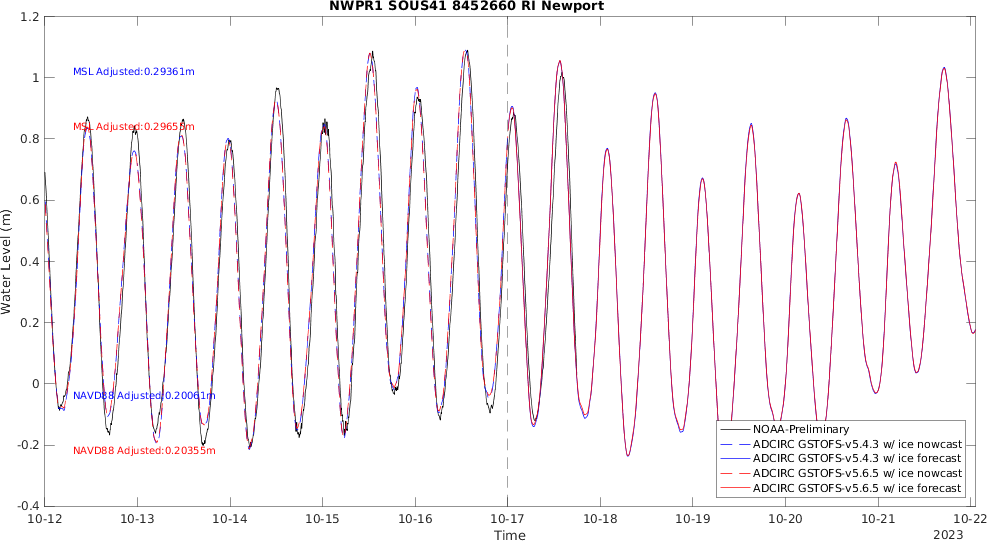 NWPR1 SOUS41 8452660 RI Newport
1.2
1
0.8
0.6
0.4
0.2
0
-0.2
-0.4
Water Level (m)
MSL Adjusted:0.29361m
MSL Adjusted:0.29655m
NAVD88 Adjusted:0.20061m
NAVD88 Adjusted:0.20355m
NOAA-Preliminary
ADCIRC GSTOFS-v5.4.3 w/ ice nowcast
ADCIRC GSTOFS-v5.4.3 w/ ice forecast
ADCIRC GSTOFS-v5.6.5 w/ ice nowcast
ADCIRC GSTOFS-v5.6.5 w/ ice forecast
10-12 10-13 10-14 10-15 10-16 10-17 10-18 10-19 10-20 10-21 10-22
Time
2023